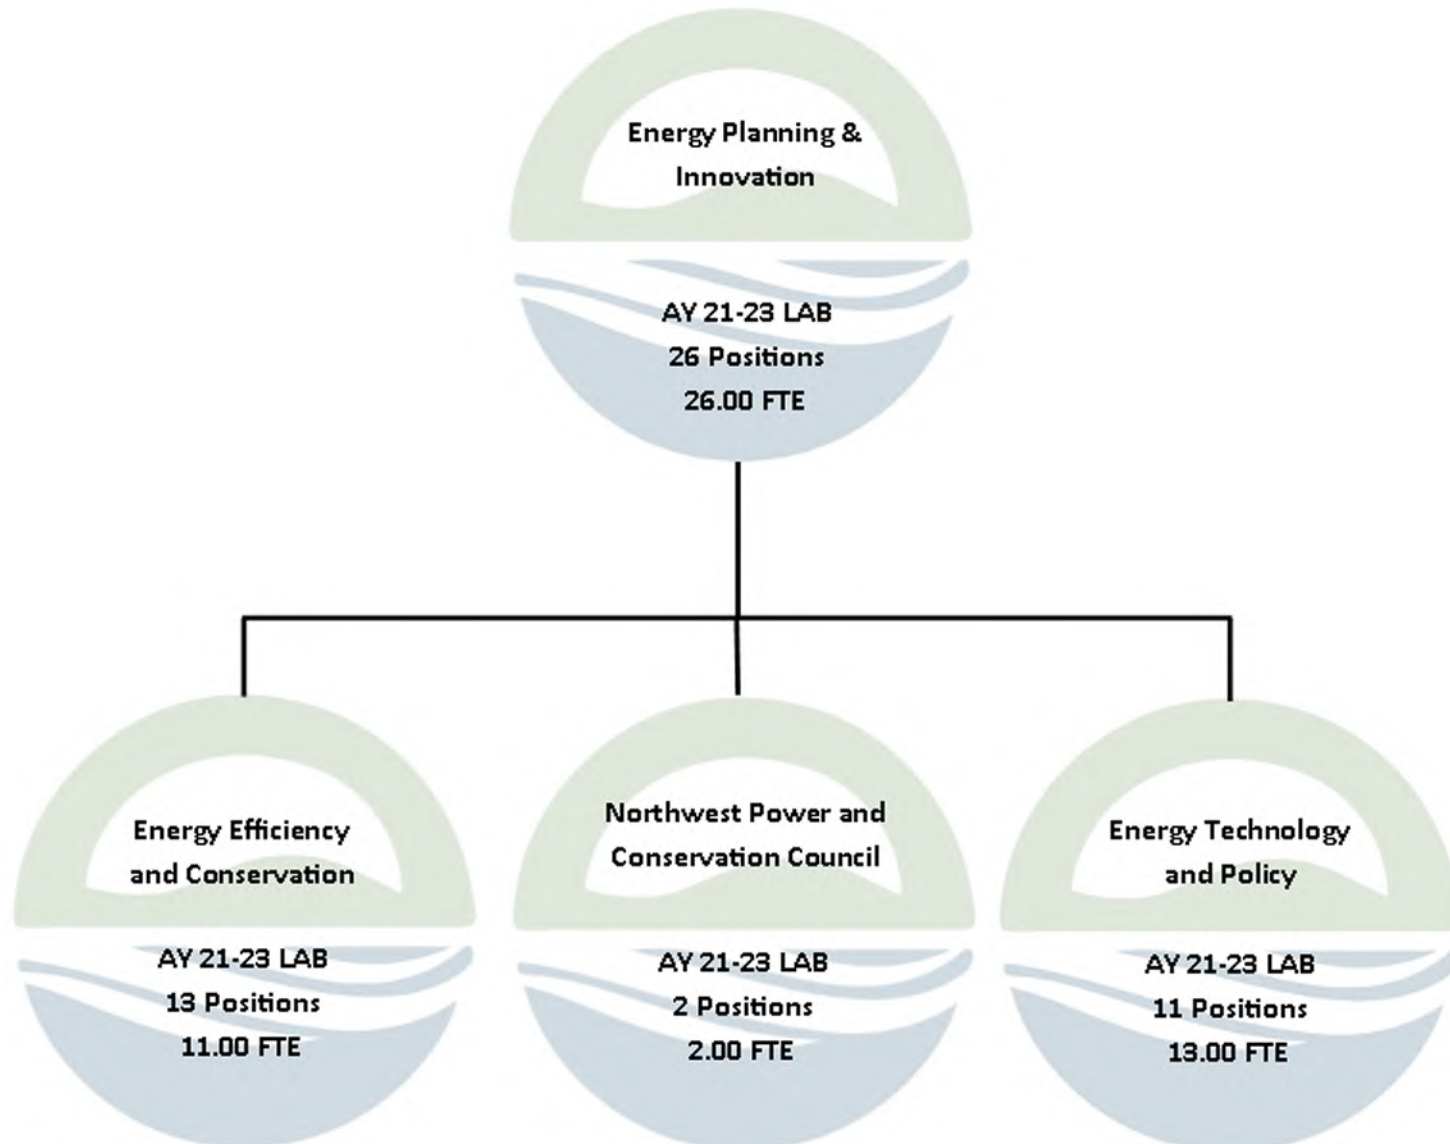 Energy Planning &
Innovation
AY 21-23 LAB
26 Positions
26.00 FTE
Energy Efficiency
and Conservation
AY 21-23 LAB
13 Positions
11.00 FTE
Northwest Power and
Conservation Council
AY 21-23 LAB
2 Positions
2.00 FTE
Energy Technology
and Policy
AY 21-23 LAB
11 Positions
13.00 FTE